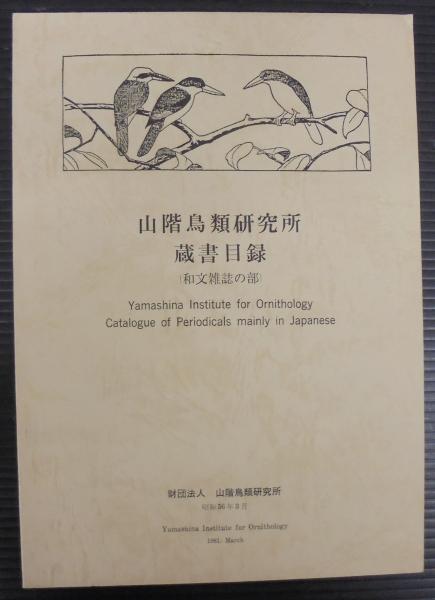 山階鳥類研究所
蔵書目録
(和文雑誌の部)
Yamashina Institute for Ornithology
Catalogue of Periodicals mainly in Japanese
財団法人 山階鳥類研究所
昭和56年3月
Yamashina Institute for Ornithology
1981. March